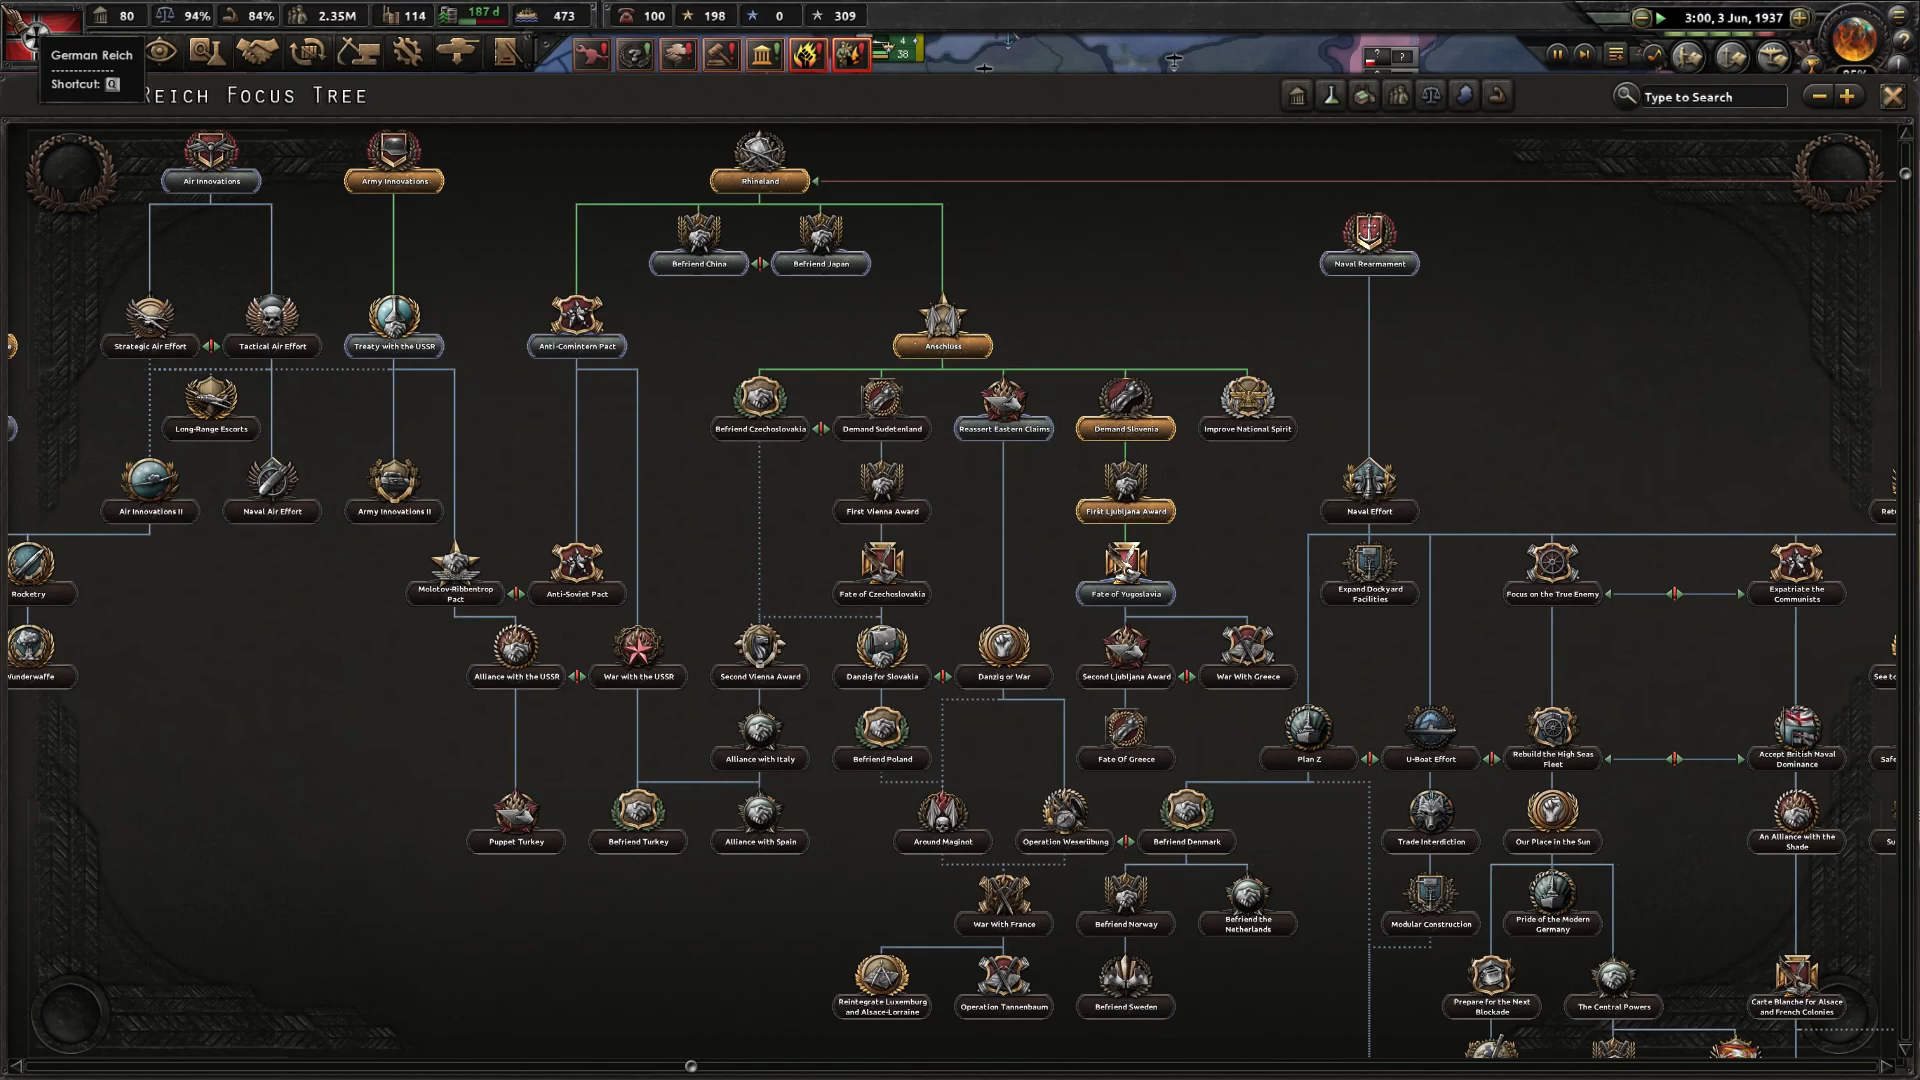 80 94% 84% 2.35M 114 187 d 473 100 198 0 309 3:00, 3 Jun, 1937
4
38
German Reich
--------------
Shortcut: Q
Reich Focus Tree
Type to Search
Air Innovations
Army Innovations
Rhineland
Befriend China
Befriend Japan
Naval Rearmament
Strategic Air Effort
Tactical Air Effort
Treaty with the USSR
Anti-Comintern Pact
Anschluss
Long-Range Escorts
Befriend Czechoslovakia
Demand Sudetenland
Reassert Eastern Claims
Demand Slovenia
Improve National Spirit
Air Innovations II
Naval Air Effort
Army Innovations II
First Vienna Award
First Ljubljana Award
Naval Effort
Rocketry
Molotov-Ribbentrop
Pact
Anti-Soviet Pact
Fate of Czechoslovakia
Fate of Yugoslavia
Expand Dockyard
Facilities
Focus on the True Enemy
Expatriate the
Communists
Wunderwaffe
Alliance with the USSR
War with the USSR
Second Vienna Award
Danzig for Slovakia
Danzig or War
Second Ljubljana Award
War With Greece
See to
Alliance with Italy
Befriend Poland
Fate Of Greece
Plan Z
U-Boat Effort
Rebuild the High Seas
Fleet
Accept British Naval
Dominance
Safe
Puppet Turkey
Befriend Turkey
Alliance with Spain
Around Maginot
Operation Weserübung
Befriend Denmark
Trade Interdiction
Our Place in the Sun
An Alliance with the
Shade
Su
War With France
Befriend Norway
Befriend the
Netherlands
Modular Construction
Pride of the Modern
Germany
Reintegrate Luxemburg
and Alsace-Lorraine
Operation Tannenbaum
Befriend Sweden
Prepare for the Next
Blockade
The Central Powers
Carte Blanche for Alsace
and French Colonies